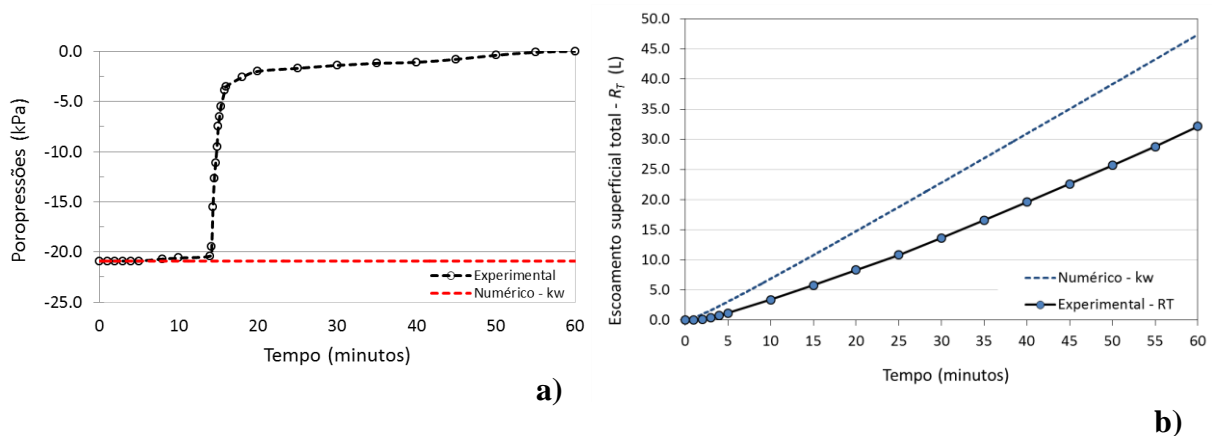 0.0
-5.0
-10.0
-15.0
-20.0
-25.0
Poropressões (kPa)
Experimental
Numérico - kw
0 10 20 30 40 50 60
Tempo (minutos)
a)
50.0
45.0
40.0
35.0
30.0
25.0
20.0
15.0
10.0
5.0
0.0
Escoamento superficial total - RT (L)
Numérico - kw
Experimental - RT
0 5 10 15 20 25 30 35 40 45 50 55 60
Tempo (minutos)
b)